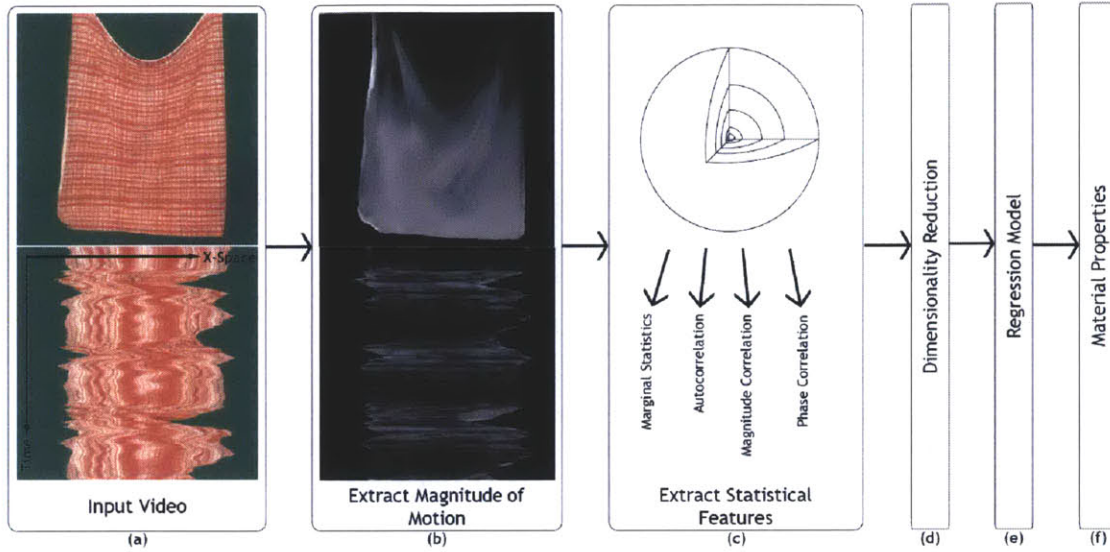 X-Space
Time
Input Video
(a)
Extract Magnitude of
Motion
(b)
Marginal Statistics
Autocorrelation
Magnitude Correlation
Phase Correlation
Extract Statistical
Features
(c)
Dimensionality Reduction
(d)
Regression Model
(e)
Material Properties
(f)